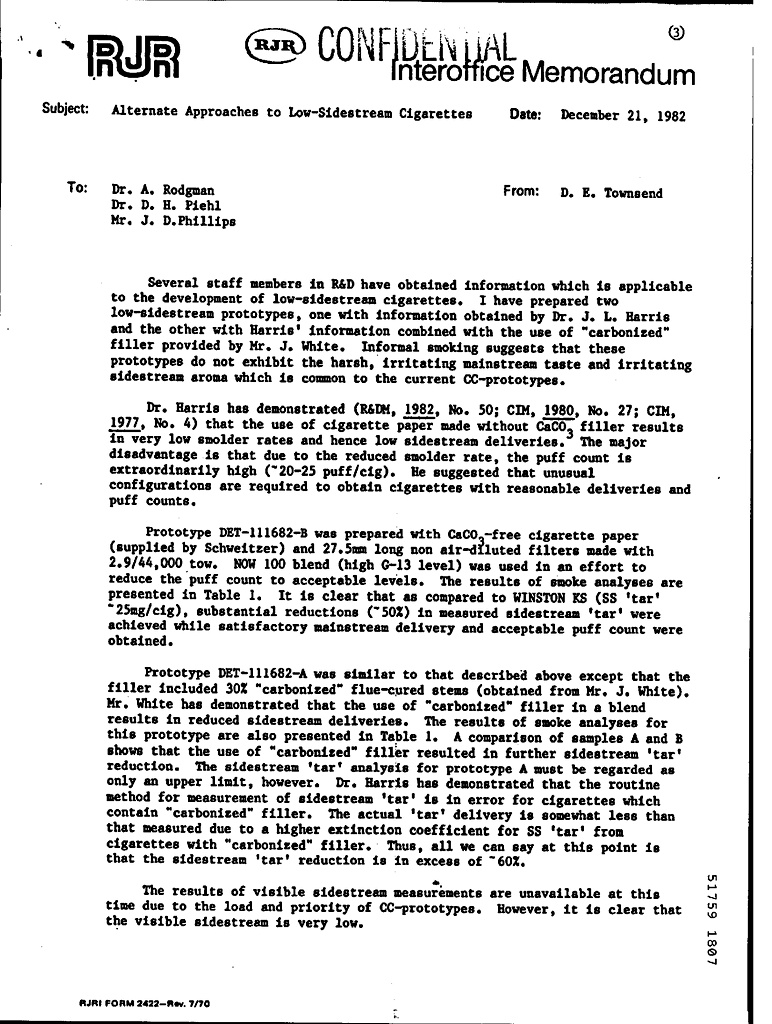 RJR
RJR
CONFIDENTIAL
3
Interoffice Memorandum
Subject: Alternate Approaches to Low-Sidestream Cigarettes Date: December 21, 1982
To: Dr. A. Rodgman From: D. E. Townsend
Dr. D. H. Piehl
Mr. J. D.Phillips
Several staff members in R&D have obtained information which is applicable
to the development of low-sidestream cigarettes. I have prepared two
low-sidestream prototypes, one with information obtained by Dr. J. L. Harris
and the other with Harris' information combined with the use of "carbonized"
filler provided by Mr. J. White. Informal smoking suggests that these
prototypes do not exhibit the harsh, irritating mainstream taste and irritating
sidestream aroma which is common to the current CC-prototypes.
Dr. Harris has demonstrated (R&DM, 1982, No. 50; CIM, 1980, No. 27; CIM,
1977, No. 4) that the use of cigarette paper made without CaCO3 filler results
in very low smolder rates and hence low sidestream deliveries. The major
disadvantage is that due to the reduced smolder rate, the puff count is
extraordinarily high (~20-25 puff/cig). He suggested that unusual
configurations are required to obtain cigarettes with reasonable deliveries and
puff counts.
Prototype DET-111682-B was prepared with CaCO3-free cigarette paper
(supplied by Schweitzer) and 27.5mm long non air-diluted filters made with
2.9/44,000 tow. NOW 100 blend (high G-13 level) was used in an effort to
reduce the puff count to acceptable levels. The results of smoke analyses are
presented in Table 1. It is clear that as compared to WINSTON KS (SS 'tar'
~25mg/cig), substantial reductions (~50%) in measured sidestream 'tar' were
achieved while satisfactory mainstream delivery and acceptable puff count were
obtained.
Prototype DET-111682-A was similar to that described above except that the
filler included 30% "carbonized" flue-cured stems (obtained from Mr. J. White).
Mr. White has demonstrated that the use of "carbonized" filler in a blend
results in reduced sidestream deliveries. The results of smoke analyses for
this prototype are also presented in Table 1. A comparison of samples A and B
shows that the use of "carbonized" filler resulted in further sidestream 'tar'
reduction. The sidestream 'tar' analysis for prototype A must be regarded as
only an upper limit, however. Dr. Harris has demonstrated that the routine
method for measurement of sidestream 'tar' is in error for cigarettes which
contain "carbonized" filler. The actual 'tar' delivery is somewhat less than
that measured due to a higher extinction coefficient for SS 'tar' from
cigarettes with "carbonized" filler. Thus, all we can say at this point is
that the sidestream 'tar' reduction is in excess of ~60%.
The results of visible sidestream measurements are unavailable at this
time due to the load and priority of CC-prototypes. However, it is clear that
the visible sidestream is very low.
51759 1807
RJRI FORM 2422—Rev. 7/70